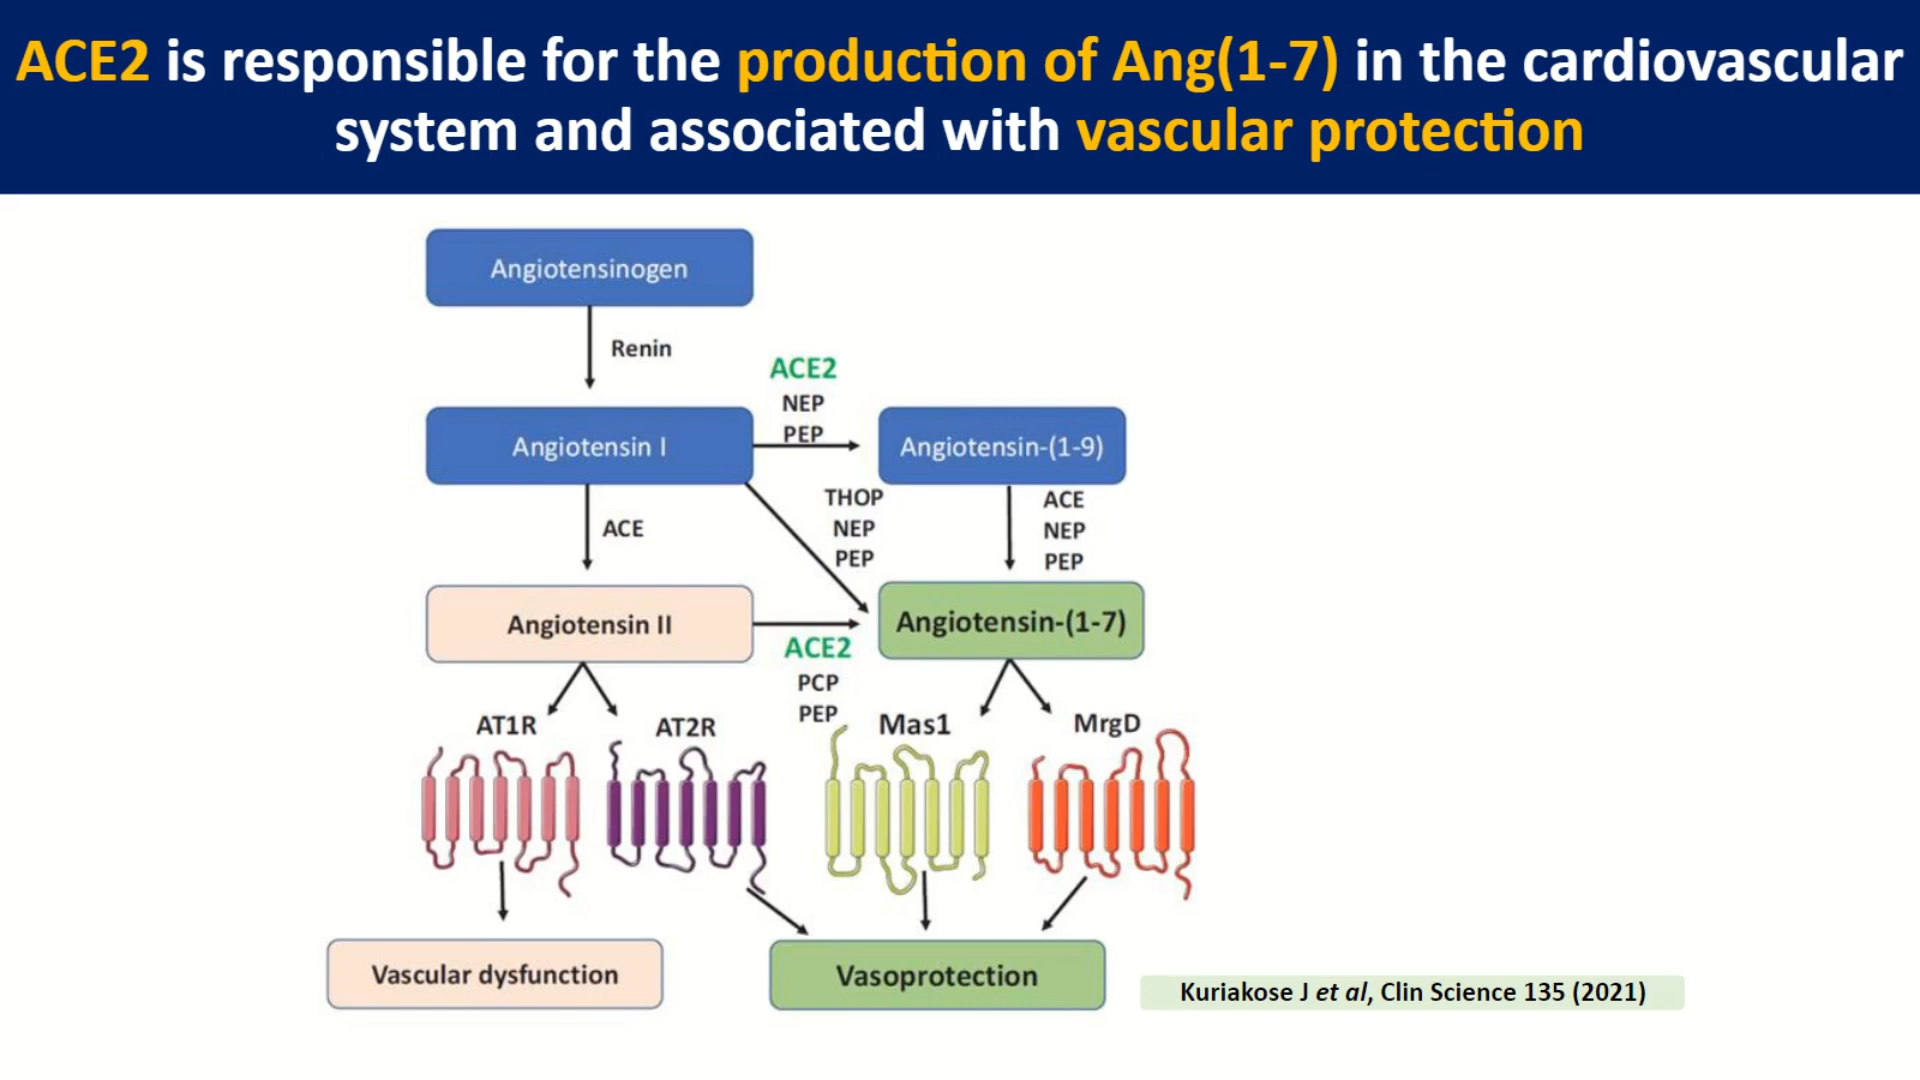 ACE2 is responsible for the production of Ang(1-7) in the cardiovascular
system and associated with vascular protection
Angiotensinogen
Renin
ACE2
NEP
PEP
Angiotensin I
Angiotensin-(1-9)
THOP
NEP
PEP
ACE
NEP
PEP
ACE
Angiotensin II
Angiotensin-(1-7)
ACE2
PCP
PEP
AT1R
AT2R
Mas1
MrgD
Vascular dysfunction
Vasoprotection
Kuriakose J et al, Clin Science 135 (2021)